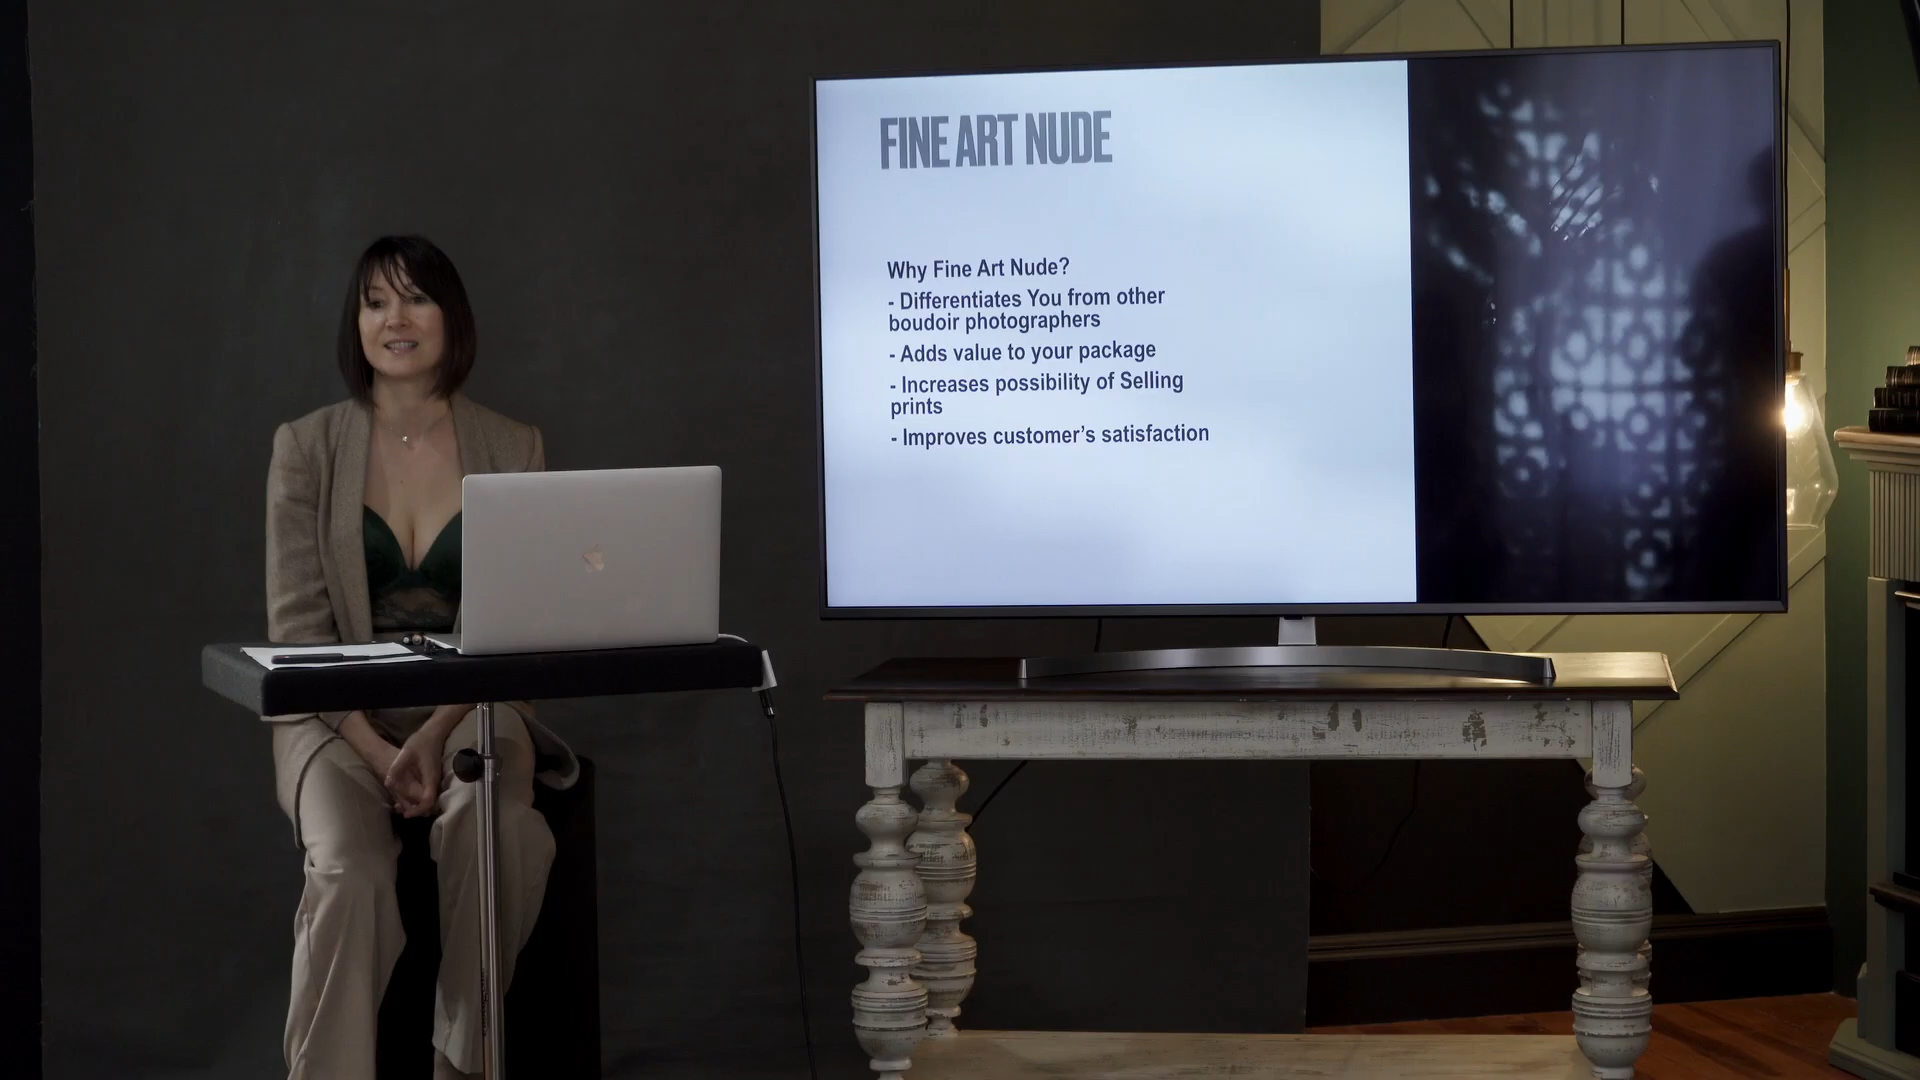 FINE ART NUDE
Why Fine Art Nude?
- Differentiates You from other
boudoir photographers
- Adds value to your package
- Increases possibility of Selling
prints
- Improves customer's satisfaction